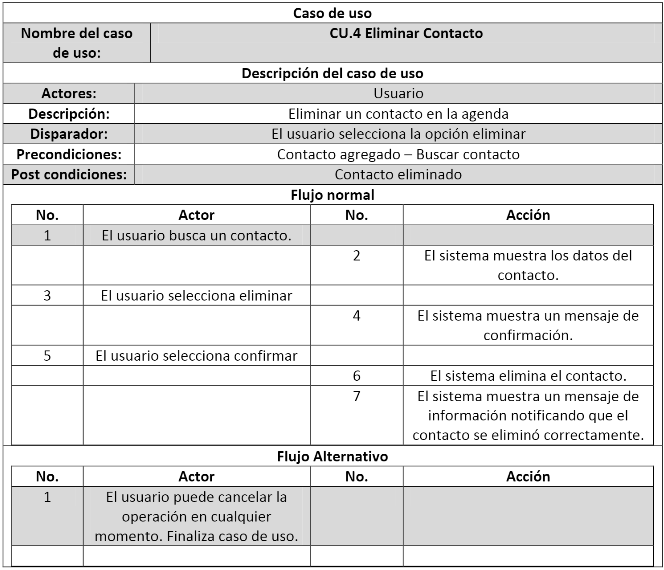 Caso de uso
Nombre del caso
de uso:
CU.4 Eliminar Contacto
Descripción del caso de uso
Actores: Usuario
Descripción: Eliminar un contacto en la agenda
Disparador: El usuario selecciona la opción eliminar
Precondiciones: Contacto agregado – Buscar contacto
Post condiciones: Contacto eliminado
Flujo normal
No. Actor No. Acción
1 El usuario busca un contacto.
2 El sistema muestra los datos del
contacto.
3 El usuario selecciona eliminar
4 El sistema muestra un mensaje de
confirmación.
5 El usuario selecciona confirmar
6 El sistema elimina el contacto.
7 El sistema muestra un mensaje de
información notificando que el
contacto se eliminó correctamente.
Flujo Alternativo
No. Actor No. Acción
1 El usuario puede cancelar la
operación en cualquier
momento. Finaliza caso de uso.